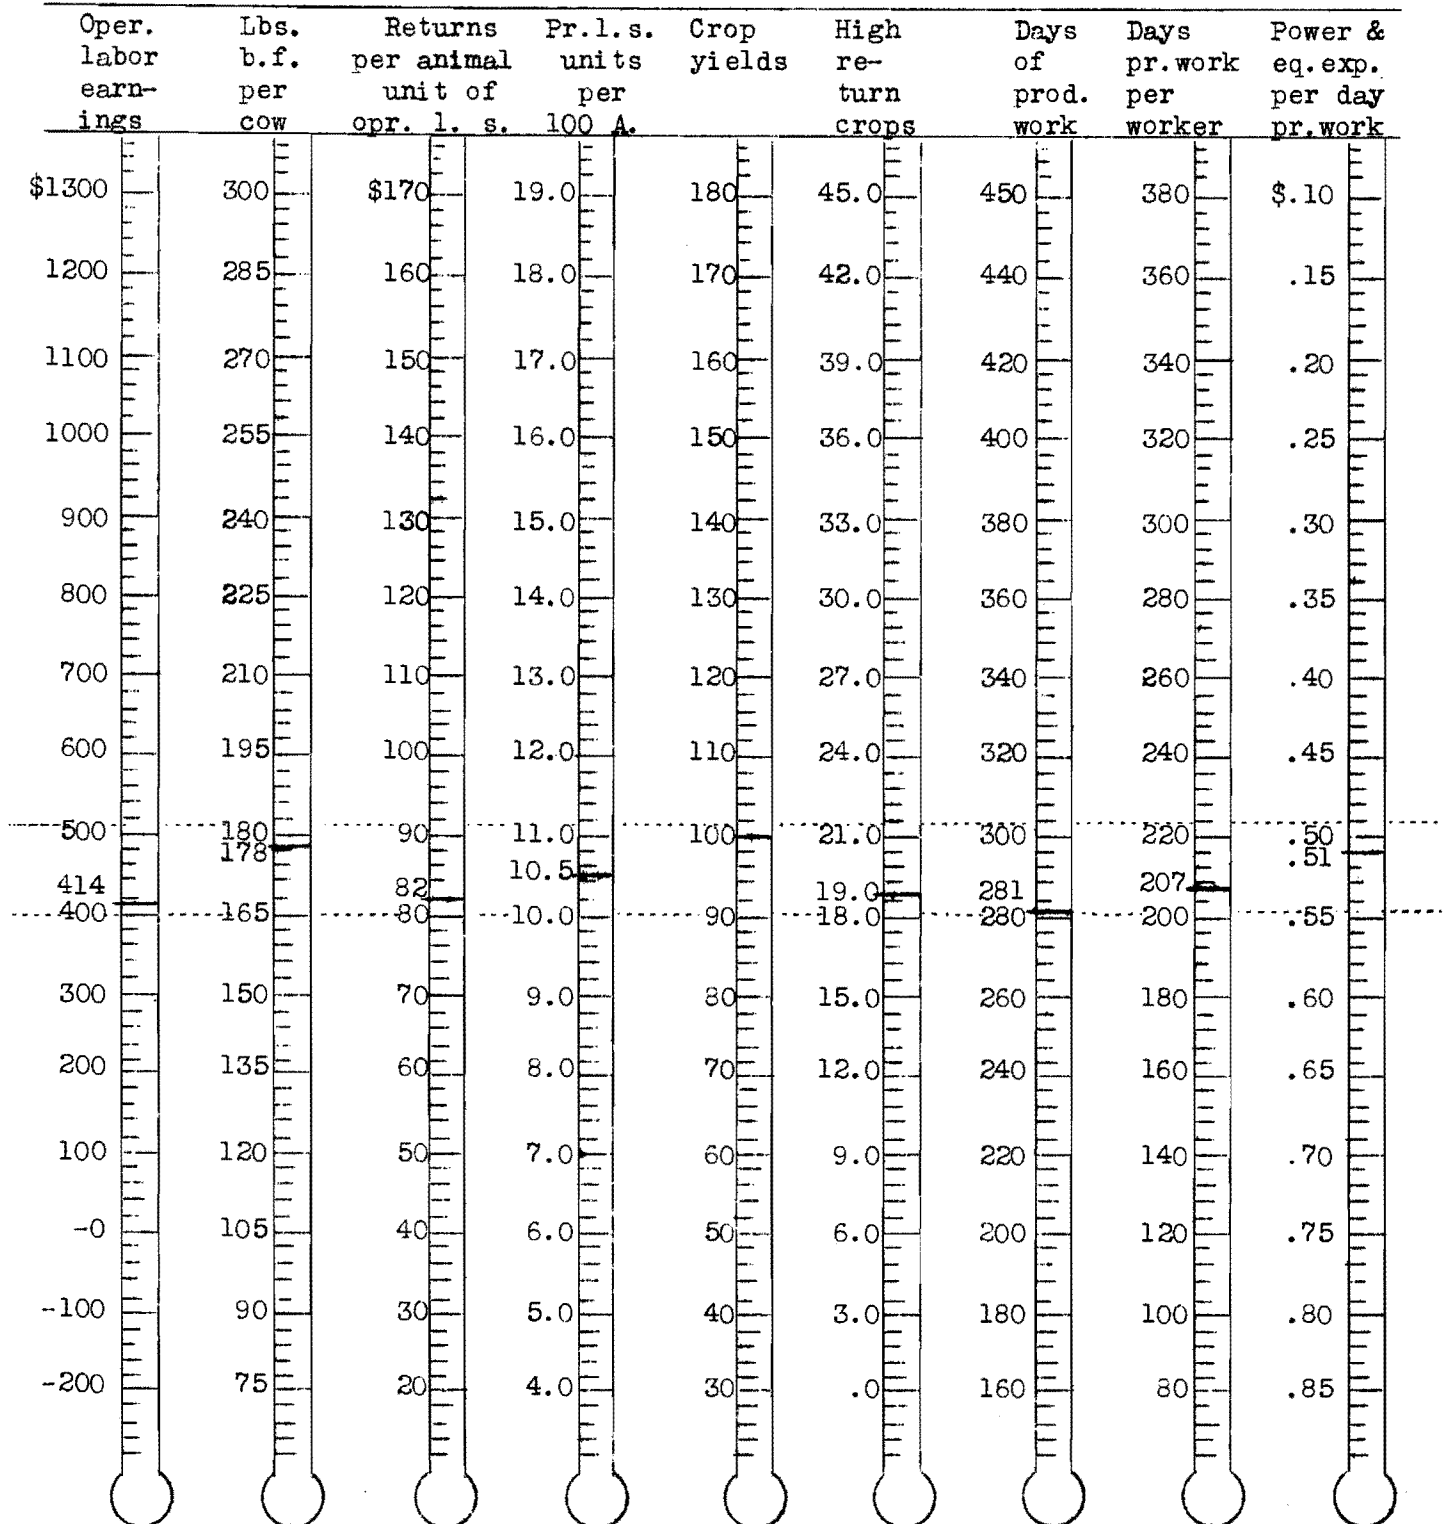 Oper. Lbs. Returns Pr.l.s. Crop High Days Days Power &
labor b.f. per animal units yields re- of pr.work eq.exp.
earn- per unit of per turn prod. per per day
ings cow opr. l. s. 100 A. crops work worker pr.work
$1300 300 $170 19.0 180 45.0 450 380 $.10
1200 285 160 18.0 170 42.0 440 360 .15
1100 270 150 17.0 160 39.0 420 340 .20
1000 255 140 16.0 150 36.0 400 320 .25
900 240 130 15.0 140 33.0 380 300 .30
800 225 120 14.0 130 30.0 360 280 .35
700 210 110 13.0 120 27.0 340 260 .40
600 195 100 12.0 110 24.0 320 240 .45
500 180 90 11.0 100 21.0 300 220 .50
178 .51
414 82 10.5 19.0 281 207
400 165 80 10.0 90 18.0 280 200 .55
300 150 70 9.0 80 15.0 260 180 .60
200 135 60 8.0 70 12.0 240 160 .65
100 120 50 7.0 60 9.0 220 140 .70
-0 105 40 6.0 50 6.0 200 120 .75
-100 90 30 5.0 40 3.0 180 100 .80
-200 75 20 4.0 30 .0 160 80 .85